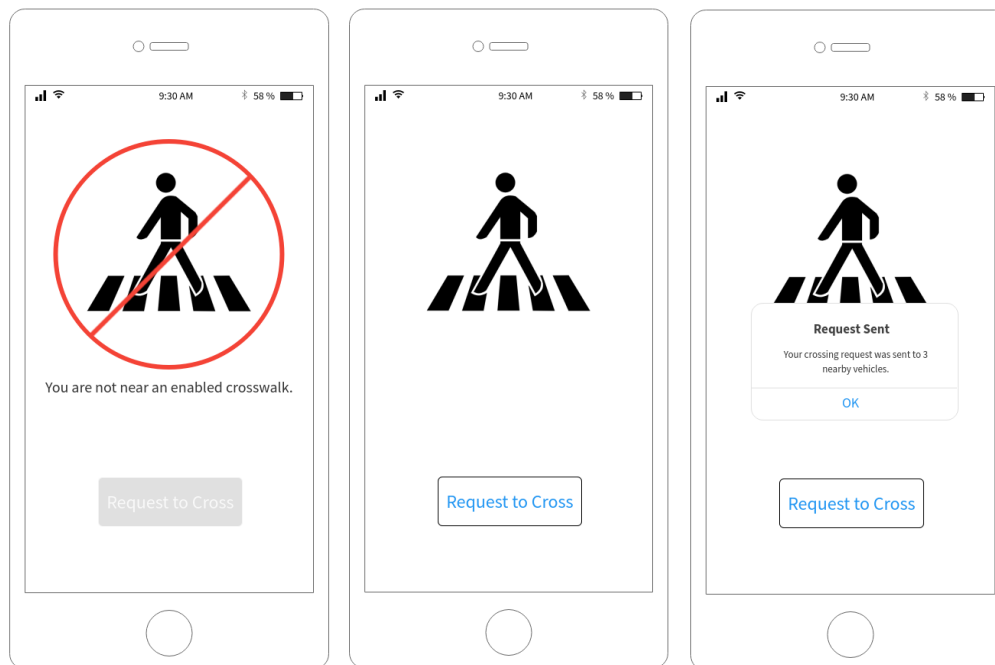 9:30 AM 58 %
You are not near an enabled crosswalk.
Request to Cross
9:30 AM 58 %
Request to Cross
9:30 AM 58 %
Request Sent
Your crossing request was sent to 3
nearby vehicles.
OK
Request to Cross